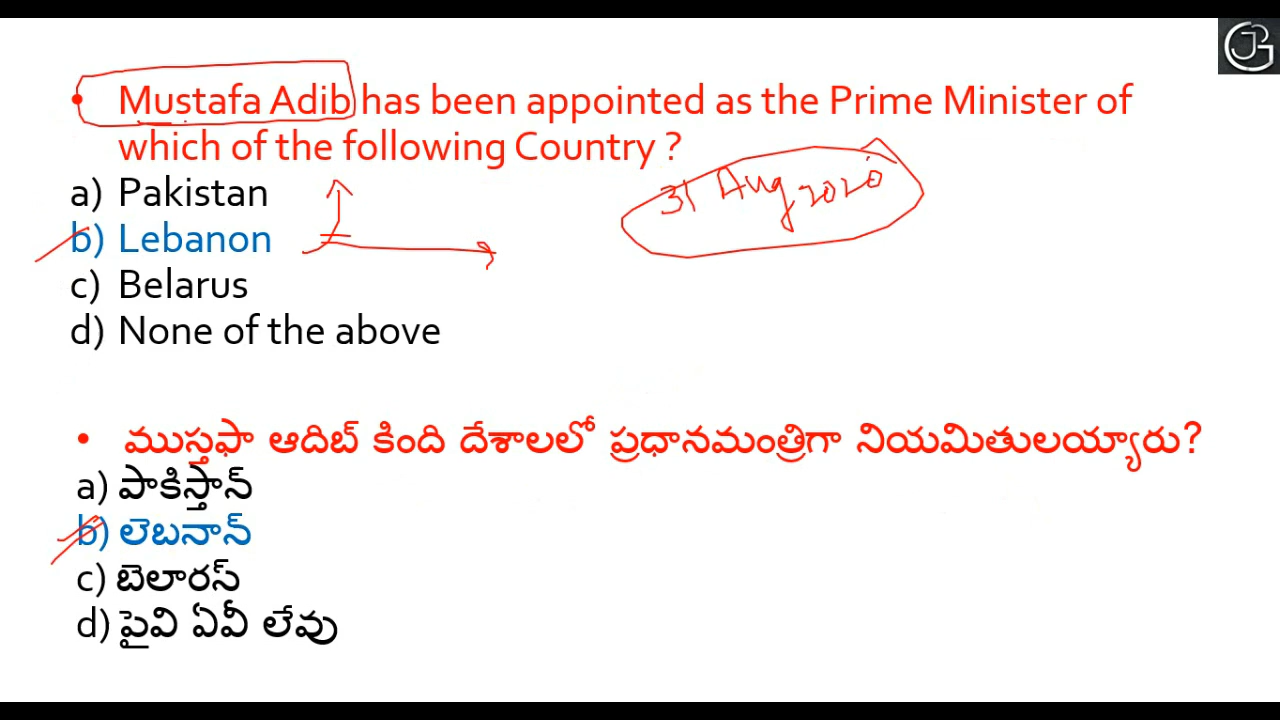 • Mustafa Adib has been appointed as the Prime Minister of
which of the following Country ?
31 Aug 2020
a) Pakistan
b) Lebanon
c) Belarus
d) None of the above
• ముస్తఫా ఆదిబ్ కింది దేశాలలో ప్రధానమంత్రిగా నియమితులయ్యారు?
a) పాకిస్తాన్
b) లెబనాన్
c) బెలారస్
d) పైవి ఏవీ లేవు